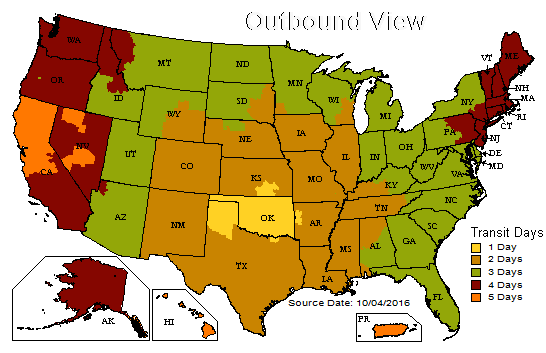 Outbound View
WA
MT
ND
MN
VT
ME
OR
ID
SD
WI
MI
NY
NH
MA
RI
CT
WY
NE
IA
PA
NJ
NV
UT
CO
KS
MO
IL
IN
OH
WV
VA
DE
MD
CA
AZ
NM
OK
AR
KY
TN
NC
SC
TX
LA
MS
AL
GA
FL
AK
HI
PR
Transit Days
1 Day
2 Days
3 Days
4 Days
5 Days
Source Date: 10/04/2016